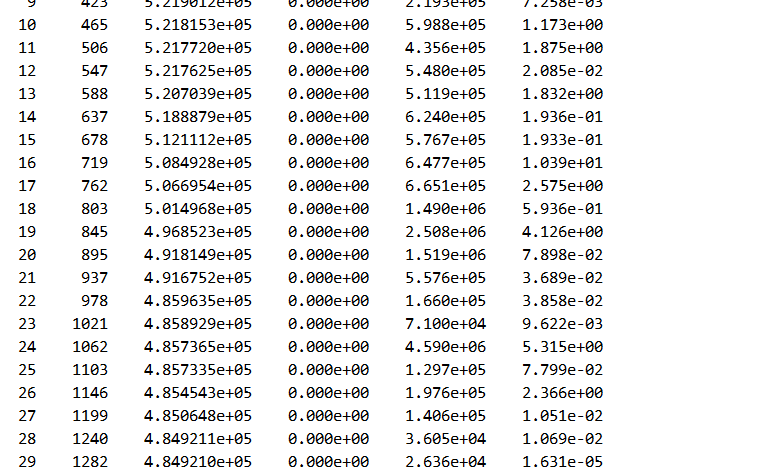 9 423 5.219012e+05 0.000e+00 2.193e+05 7.258e-03
10 465 5.218153e+05 0.000e+00 5.988e+05 1.173e+00
11 506 5.217720e+05 0.000e+00 4.356e+05 1.875e+00
12 547 5.217625e+05 0.000e+00 5.480e+05 2.085e-02
13 588 5.207039e+05 0.000e+00 5.119e+05 1.832e+00
14 637 5.188879e+05 0.000e+00 6.240e+05 1.936e-01
15 678 5.121112e+05 0.000e+00 5.767e+05 1.933e-01
16 719 5.084928e+05 0.000e+00 6.477e+05 1.039e+01
17 762 5.066954e+05 0.000e+00 6.651e+05 2.575e+00
18 803 5.014968e+05 0.000e+00 1.490e+06 5.936e-01
19 845 4.968523e+05 0.000e+00 2.508e+06 4.126e+00
20 895 4.918149e+05 0.000e+00 1.519e+06 7.898e-02
21 937 4.916752e+05 0.000e+00 5.576e+05 3.689e-02
22 978 4.859635e+05 0.000e+00 1.660e+05 3.858e-02
23 1021 4.858929e+05 0.000e+00 7.100e+04 9.622e-03
24 1062 4.857365e+05 0.000e+00 4.590e+06 5.315e+00
25 1103 4.857335e+05 0.000e+00 1.297e+05 7.799e-02
26 1146 4.854543e+05 0.000e+00 1.976e+05 2.366e+00
27 1199 4.850648e+05 0.000e+00 1.406e+05 1.051e-02
28 1240 4.849211e+05 0.000e+00 3.605e+04 1.069e-02
29 1282 4.849210e+05 0.000e+00 2.636e+04 1.631e-05